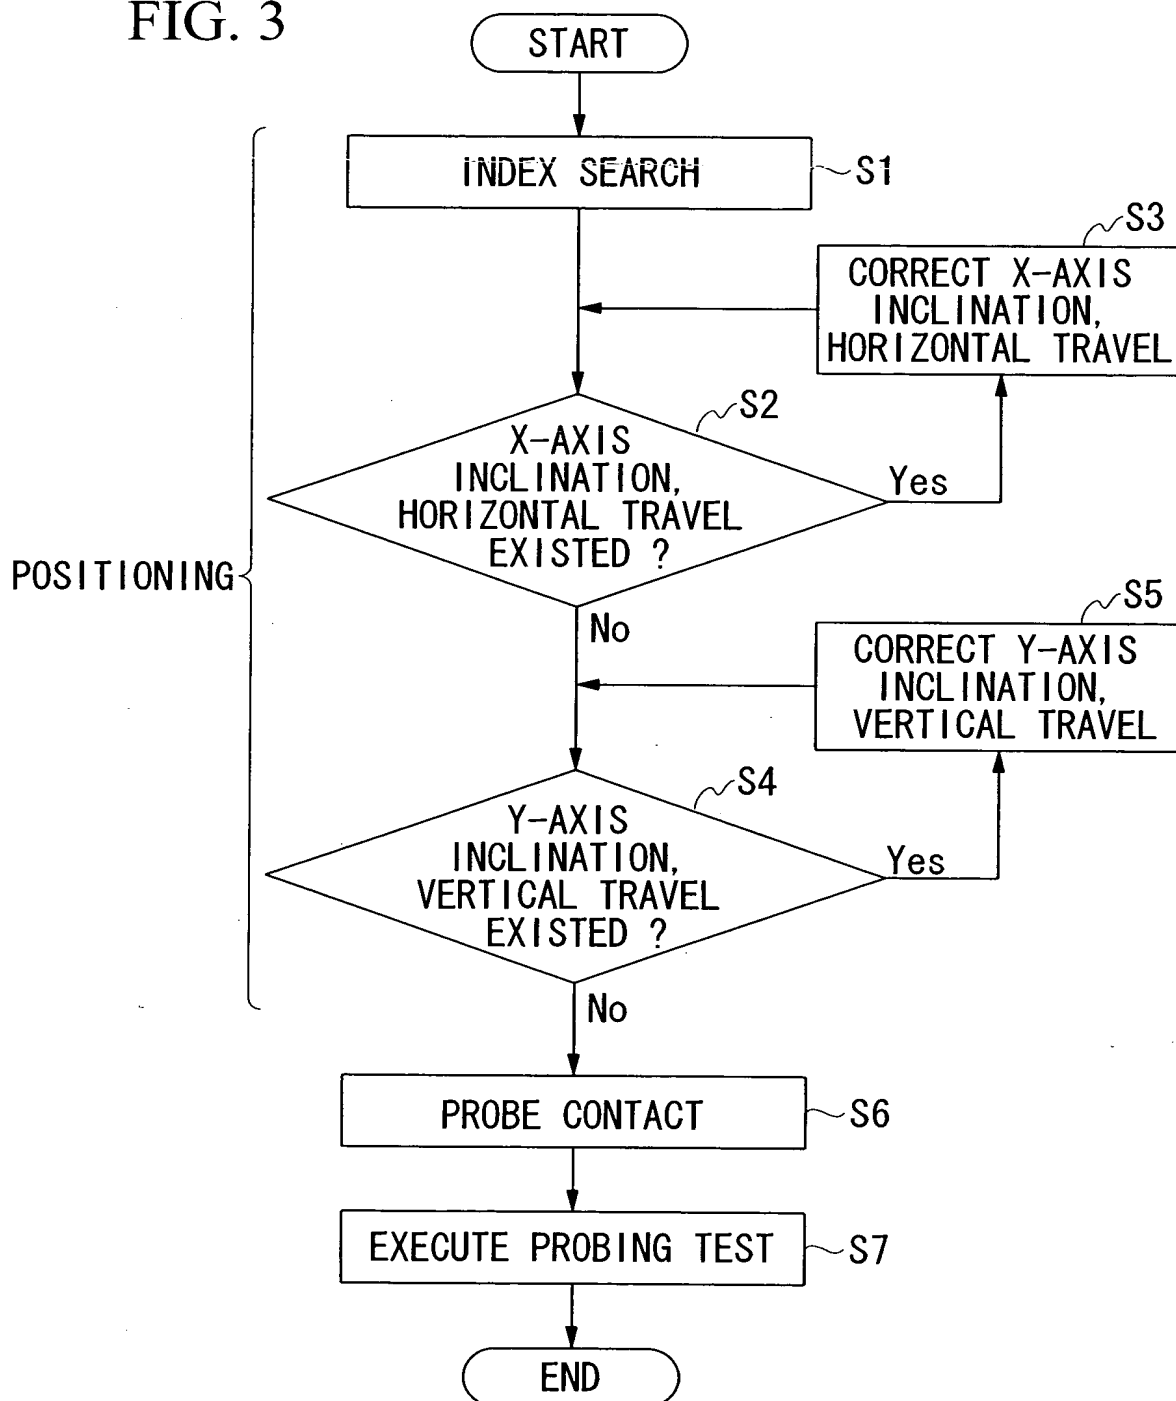 FIG. 3
START
INDEX SEARCH
S1
S3
CORRECT X-AXIS
INCLINATION,
HORIZONTAL TRAVEL
S2
X-AXIS
INCLINATION,
HORIZONTAL TRAVEL
EXISTED ?
Yes
No
POSITIONING
S5
CORRECT Y-AXIS
INCLINATION,
VERTICAL TRAVEL
S4
Y-AXIS
INCLINATION,
VERTICAL TRAVEL
EXISTED ?
Yes
No
PROBE CONTACT
S6
EXECUTE PROBING TEST
S7
END